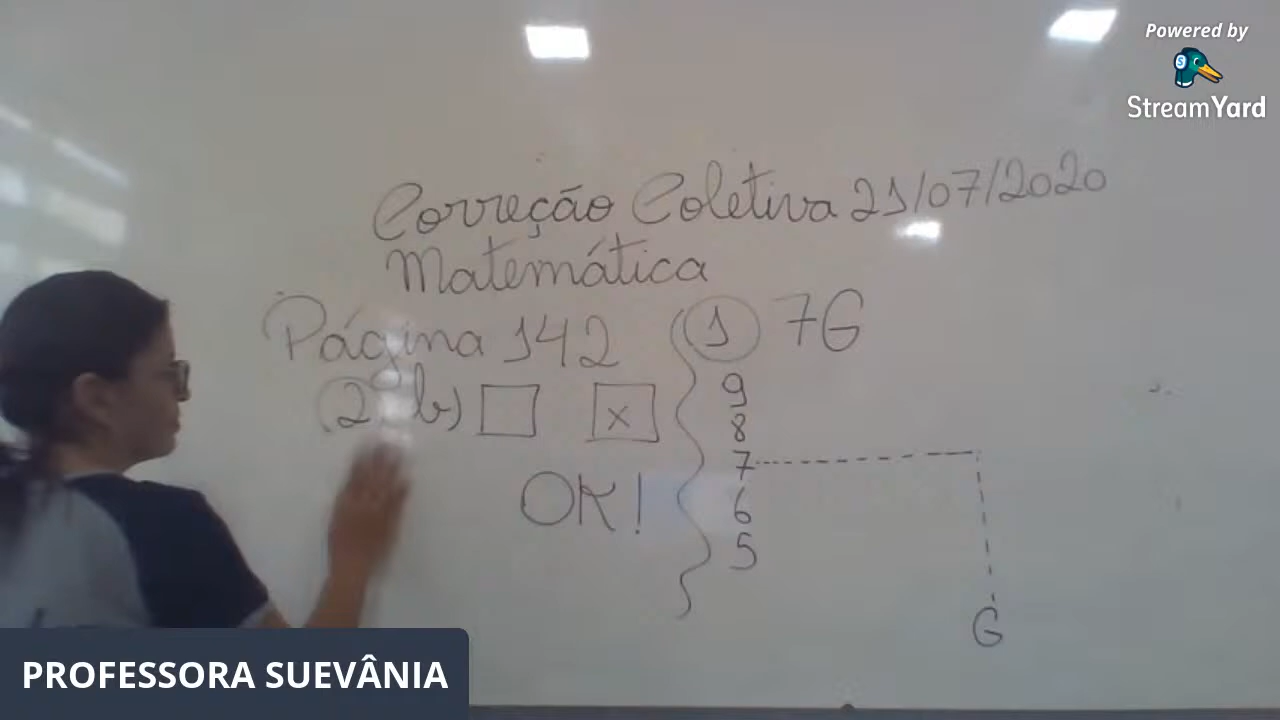 Powered by
StreamYard
Correção Coletiva 21/07/2020
Matemática
Página 142
2 b) x
OK!
1 7G
9
8
7
6
5
G
PROFESSORA SUEVÂNIA